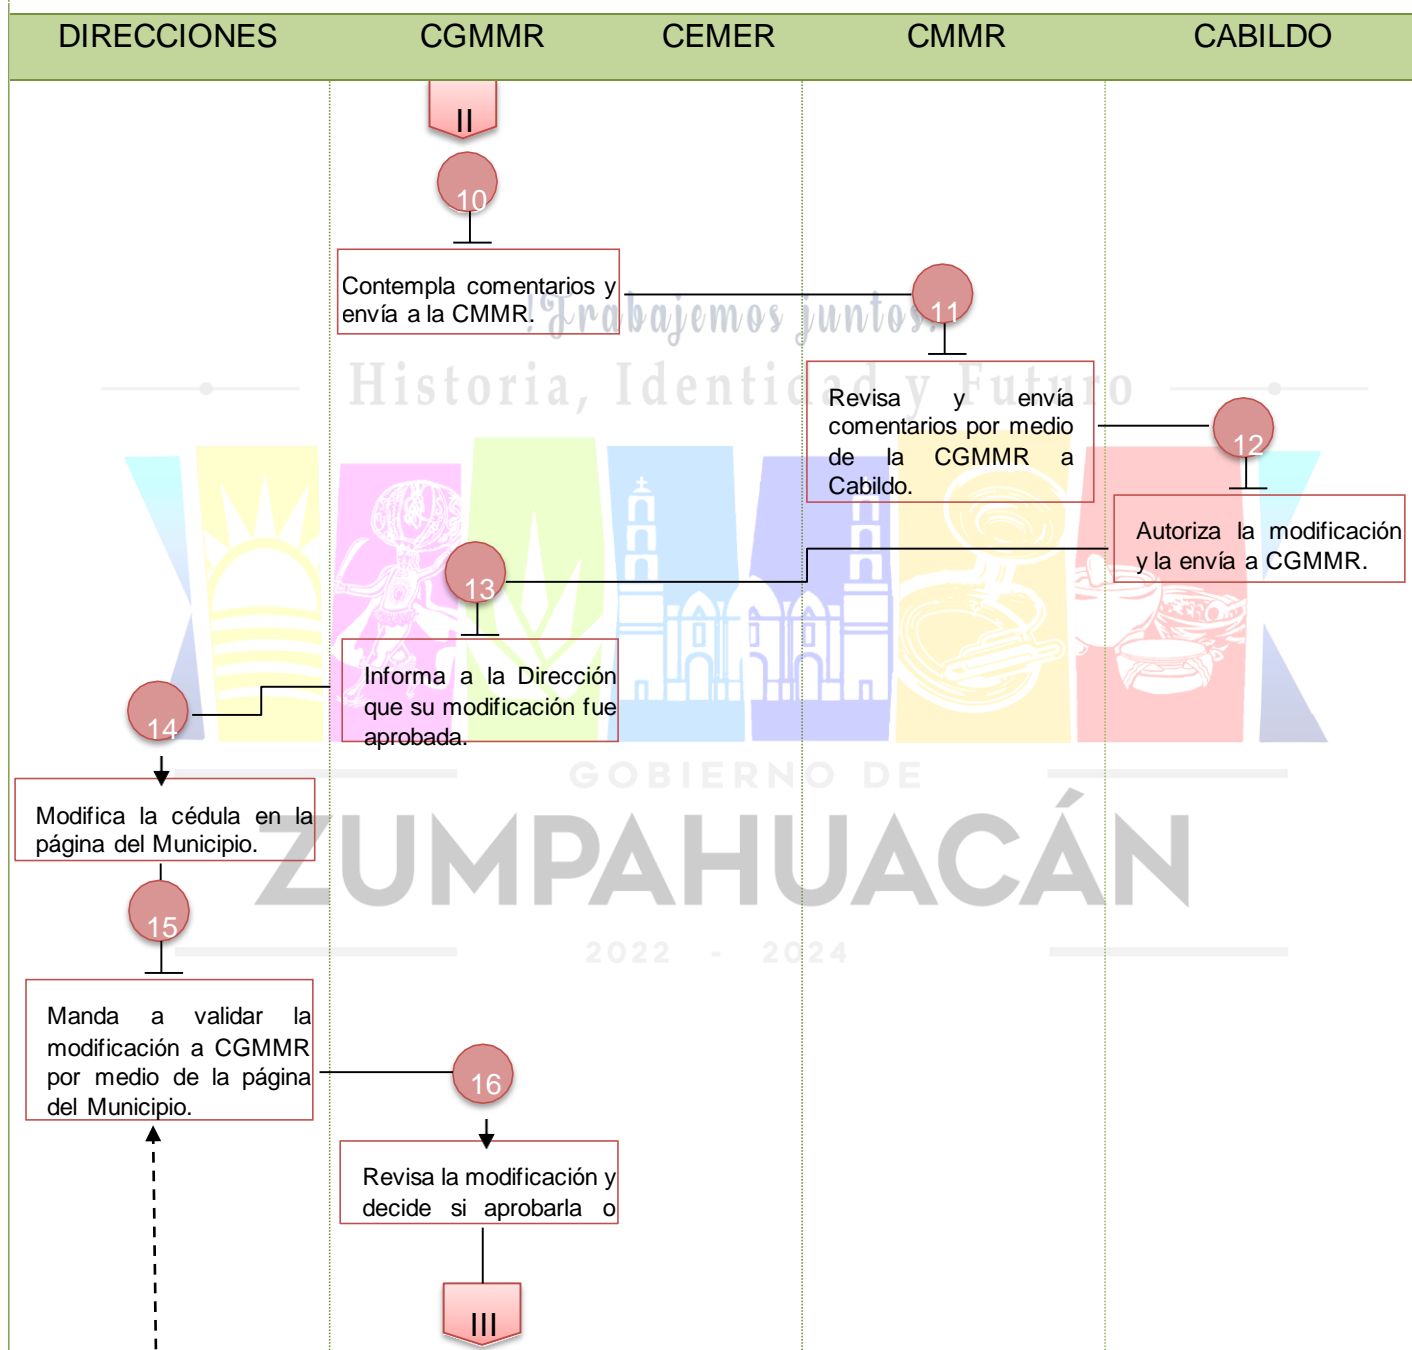 DIRECCIONES CGMMR CEMER CMMR CABILDO
II
10
Contempla comentarios y
envía a la CMMR.
11
¡Trabajemos juntos!
Historia, Identidad y Futuro
Revisa y envía
comentarios por medio
de la CGMMR a
Cabildo.
12
Autoriza la modificación
y la envía a CGMMR.
13
Informa a la Dirección
que su modificación fue
aprobada.
14
GOBIERNO DE
ZUMPAHUACÁN
2022 - 2024
Modifica la cédula en la
página del Municipio.
15
Manda a validar la
modificación a CGMMR
por medio de la página
del Municipio.
16
Revisa la modificación y
decide si aprobarla o
III